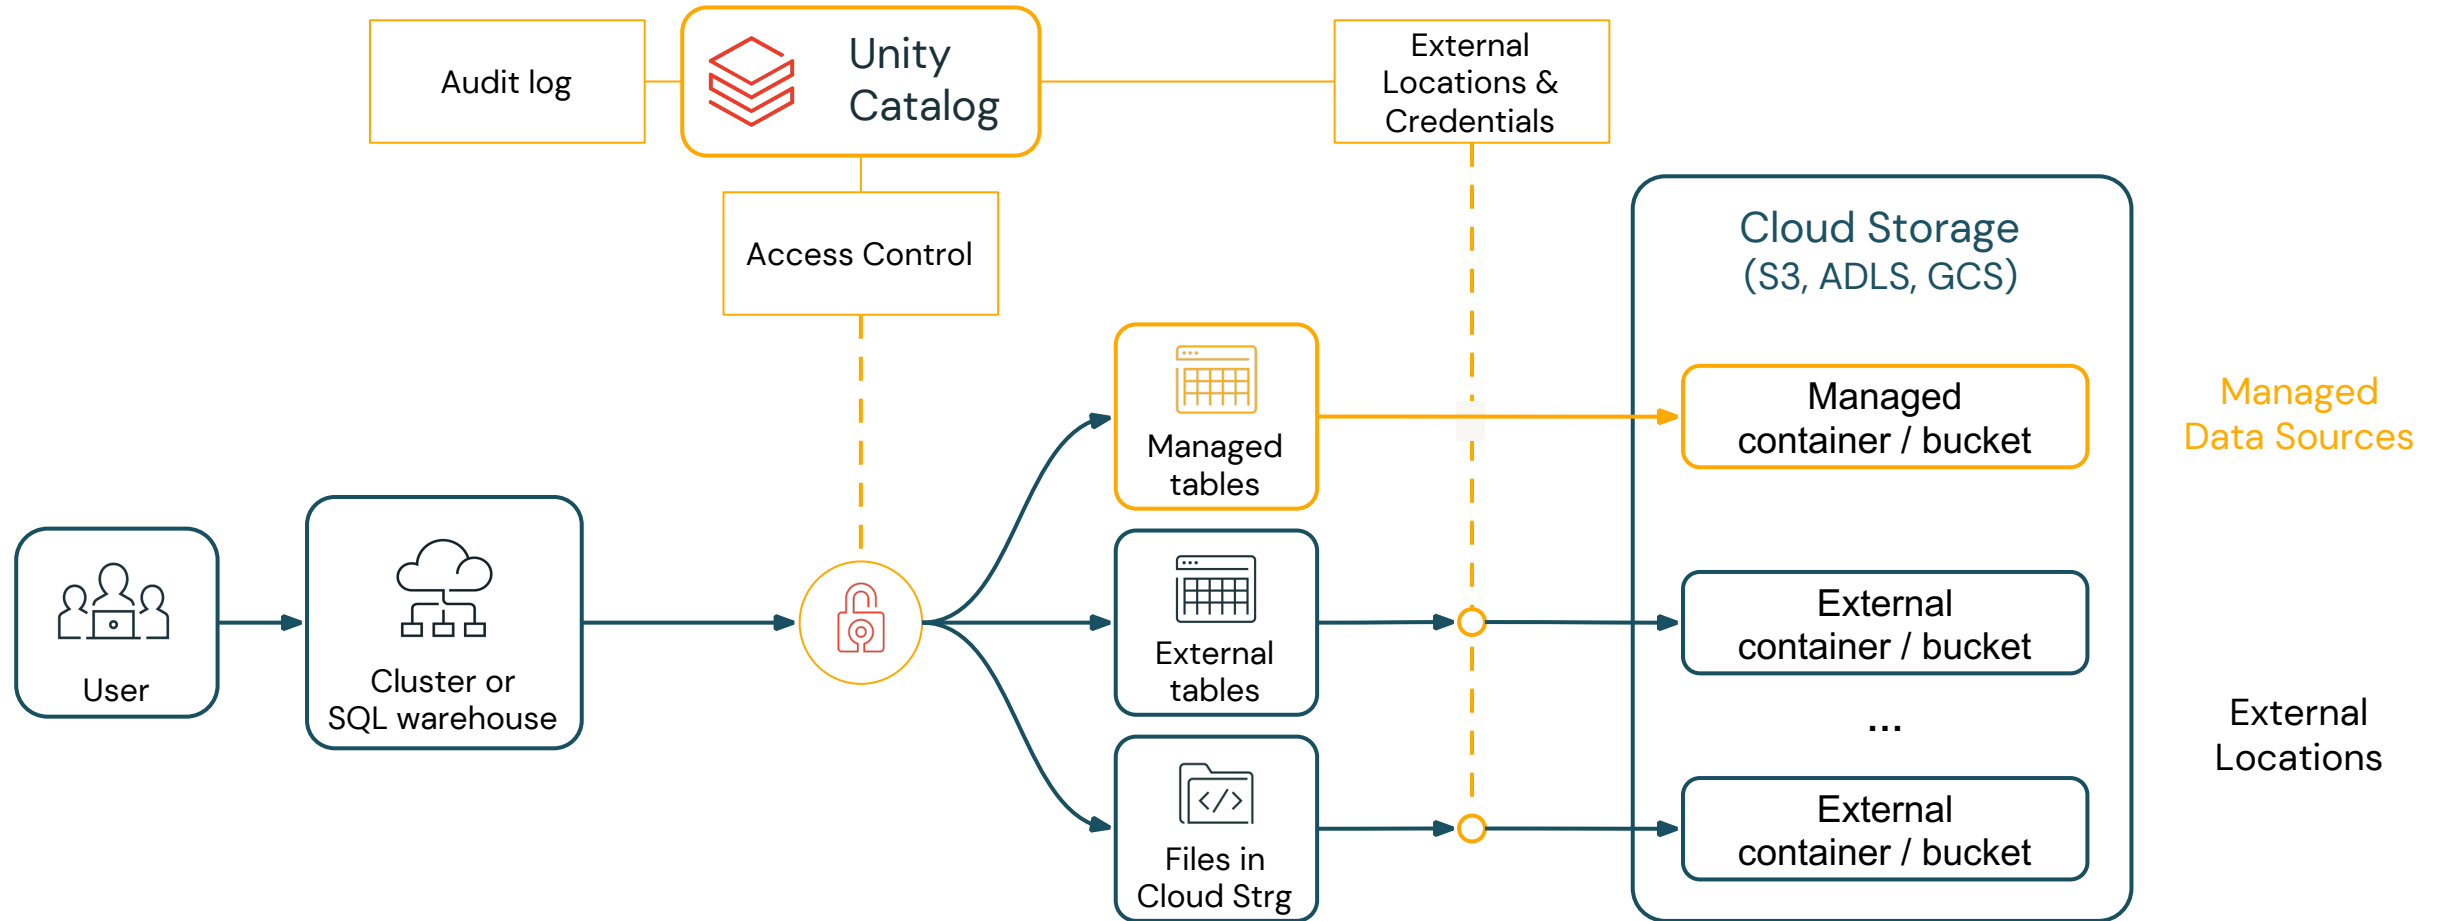 Audit log
Unity
Catalog
External
Locations &
Credentials
Access Control
Cloud Storage
(S3, ADLS, GCS)
Managed
tables
Managed
container / bucket
Managed
Data Sources
User
Cluster or
SQL warehouse
External
tables
External
container / bucket
...
External
Locations
Files in
Cloud Strg
</>
External
container / bucket